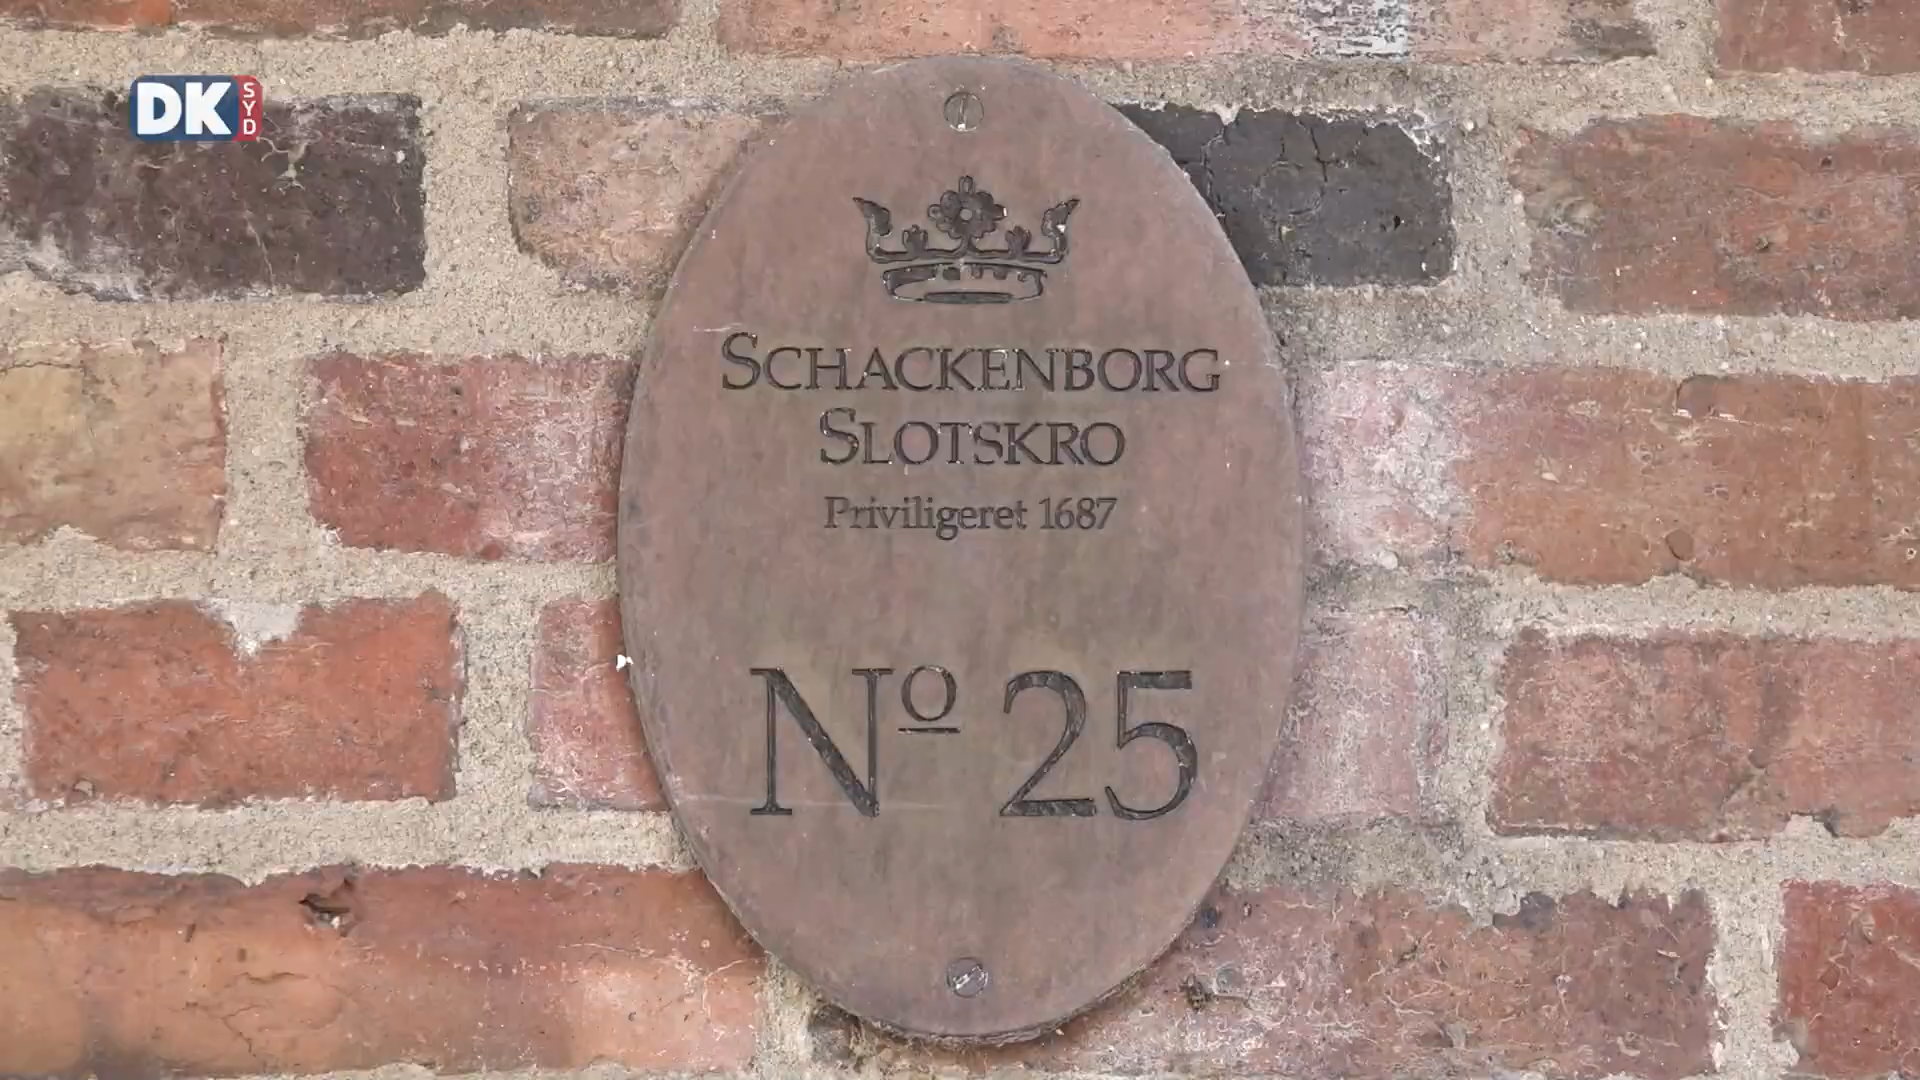 DK SYD
SCHACKENBORG
SLOTSKRO
Priviligeret 1687
Nº 25